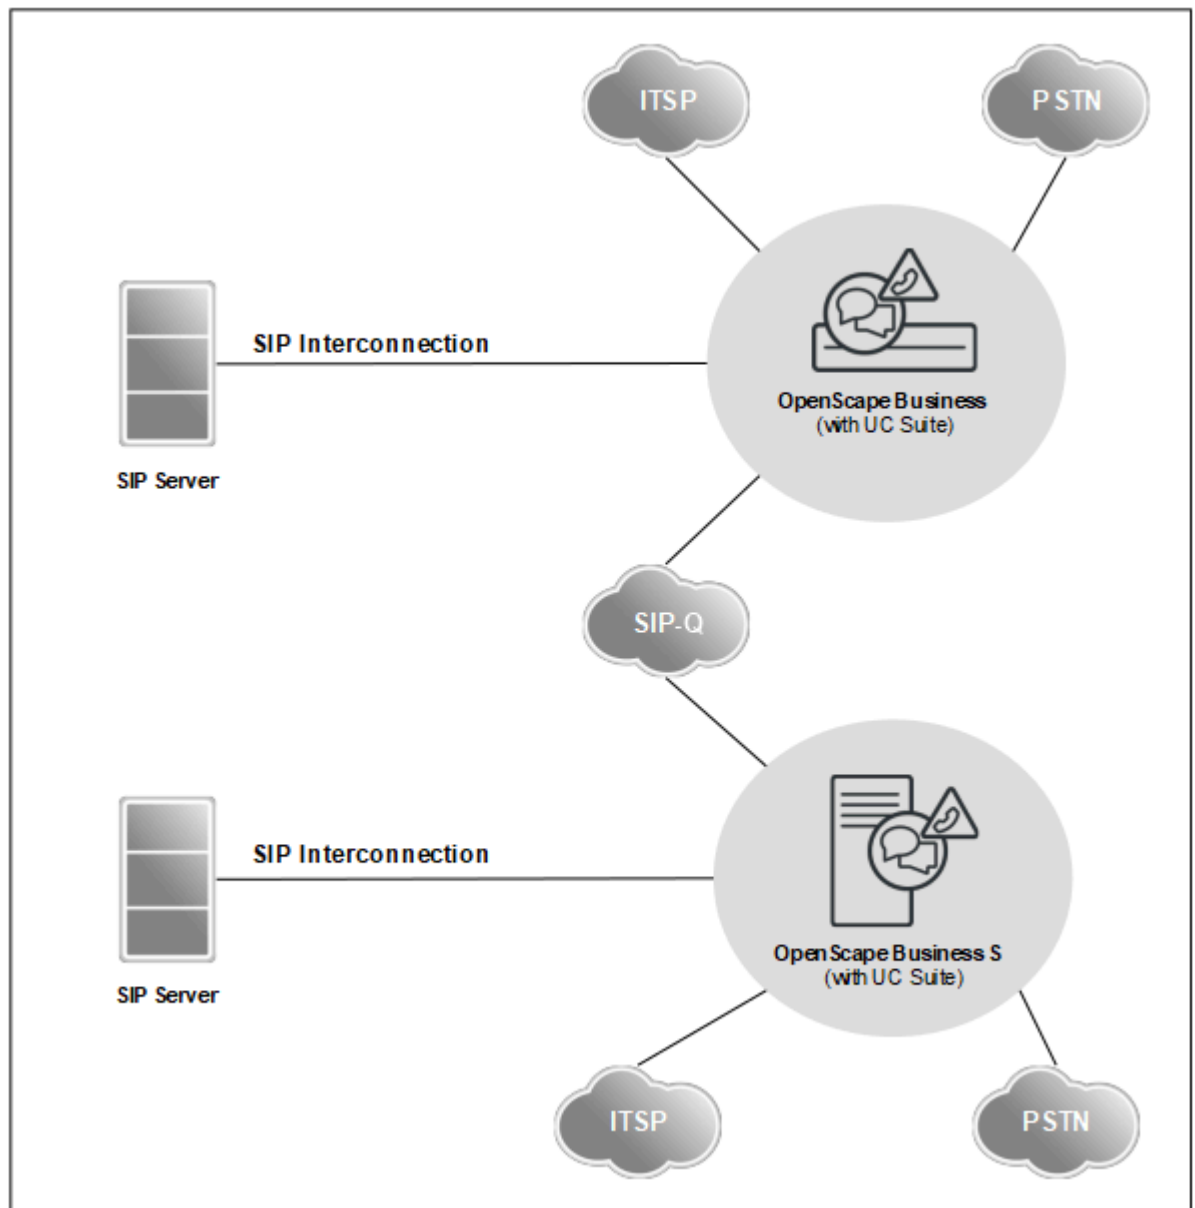 ITSP
PSTN
SIP Interconnection
OpenScape Business
(with UC Suite)
SIP Server
SIP-Q
SIP Interconnection
OpenScape Business S
(with UC Suite)
SIP Server
ITSP
PSTN